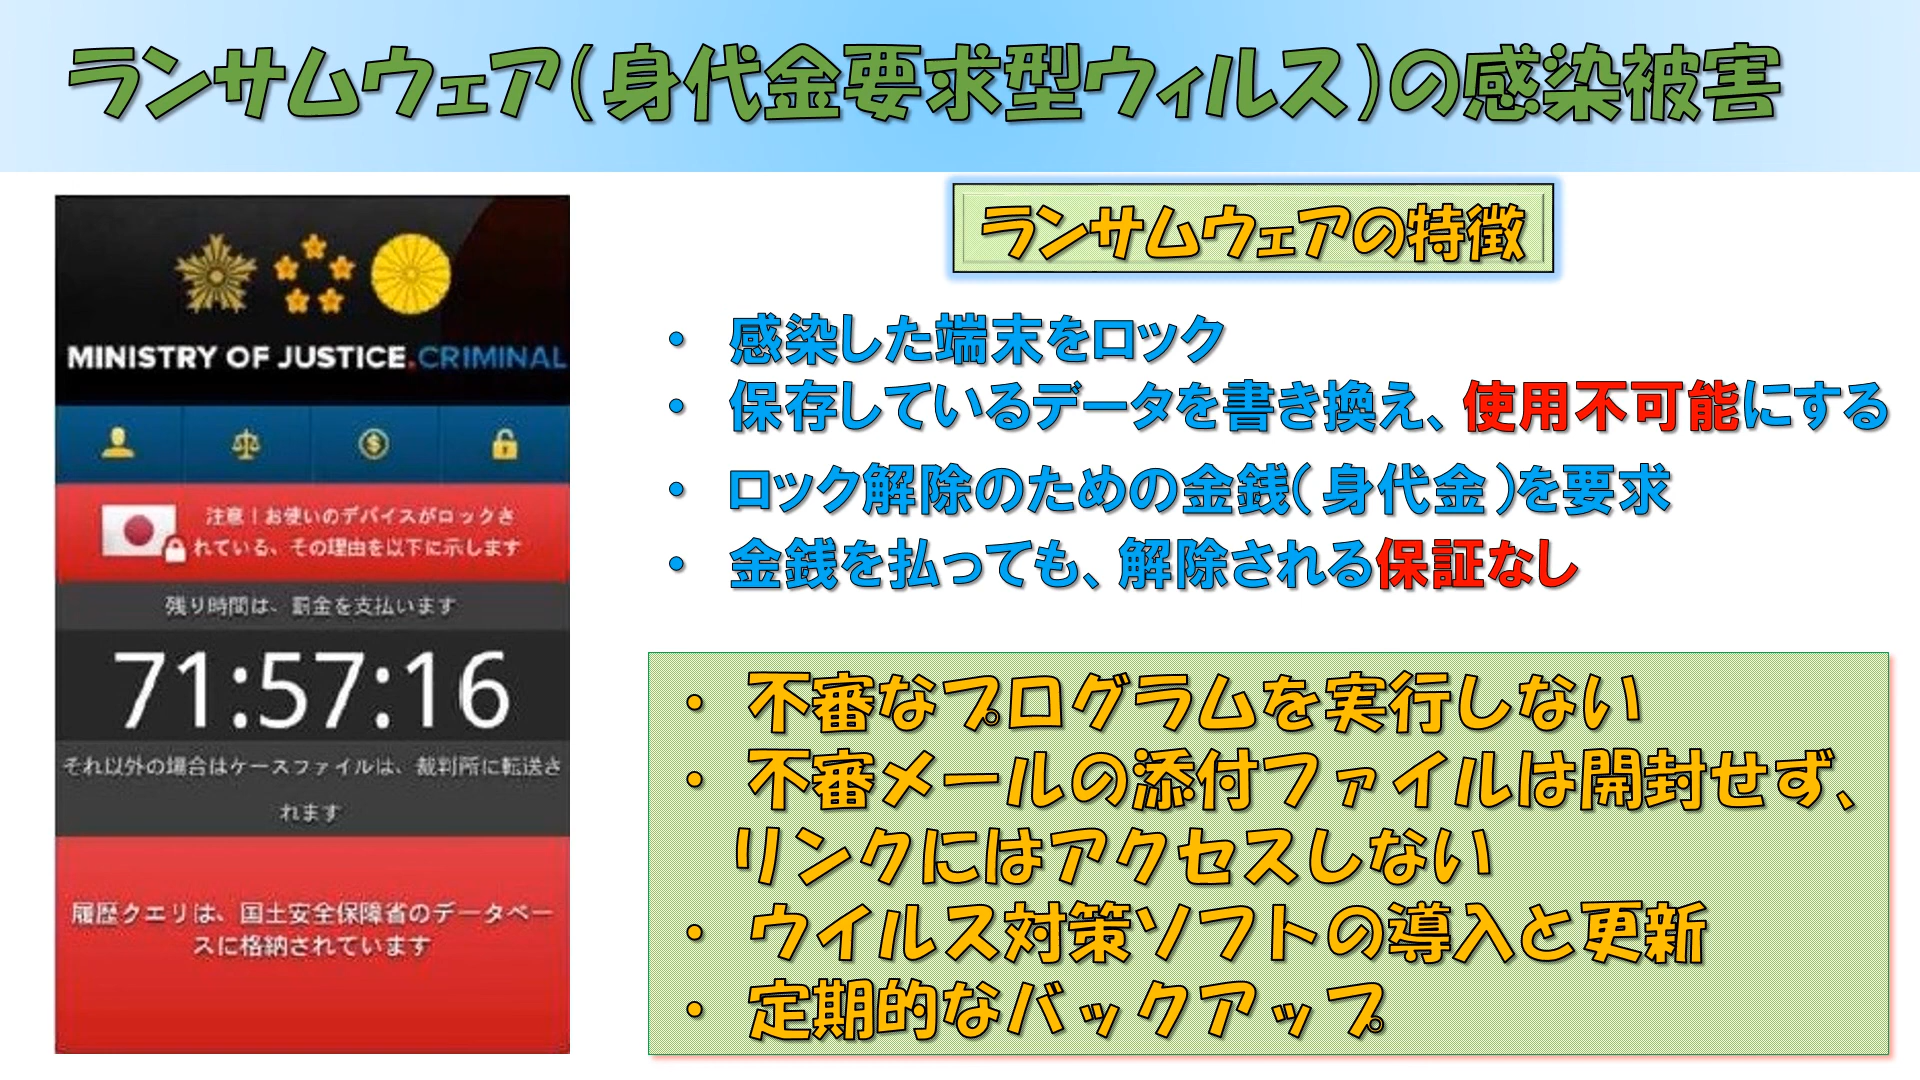 ランサムウェア(身代金要求型ウィルス)の感染被害
MINISTRY OF JUSTICE.CRIMINAL
注意！お使いのデバイスがロックさ
れている、その理由を以下に示します
残り時間は、罰金を支払います
71:57:16
それ以外の場合はケースファイルは、裁判所に転送さ
れます
履歴クエリは、国土安全保障省のデータベー
スに格納されています
ランサムウェアの特徴
・ 感染した端末をロック
・ 保存しているデータを書き換え、使用不可能にする
・ ロック解除のための金銭(身代金)を要求
・ 金銭を払っても、解除される保証なし
・ 不審なプログラムを実行しない
・ 不審メールの添付ファイルは開封せず、
リンクにはアクセスしない
・ ウイルス対策ソフトの導入と更新
・ 定期的なバックアップ